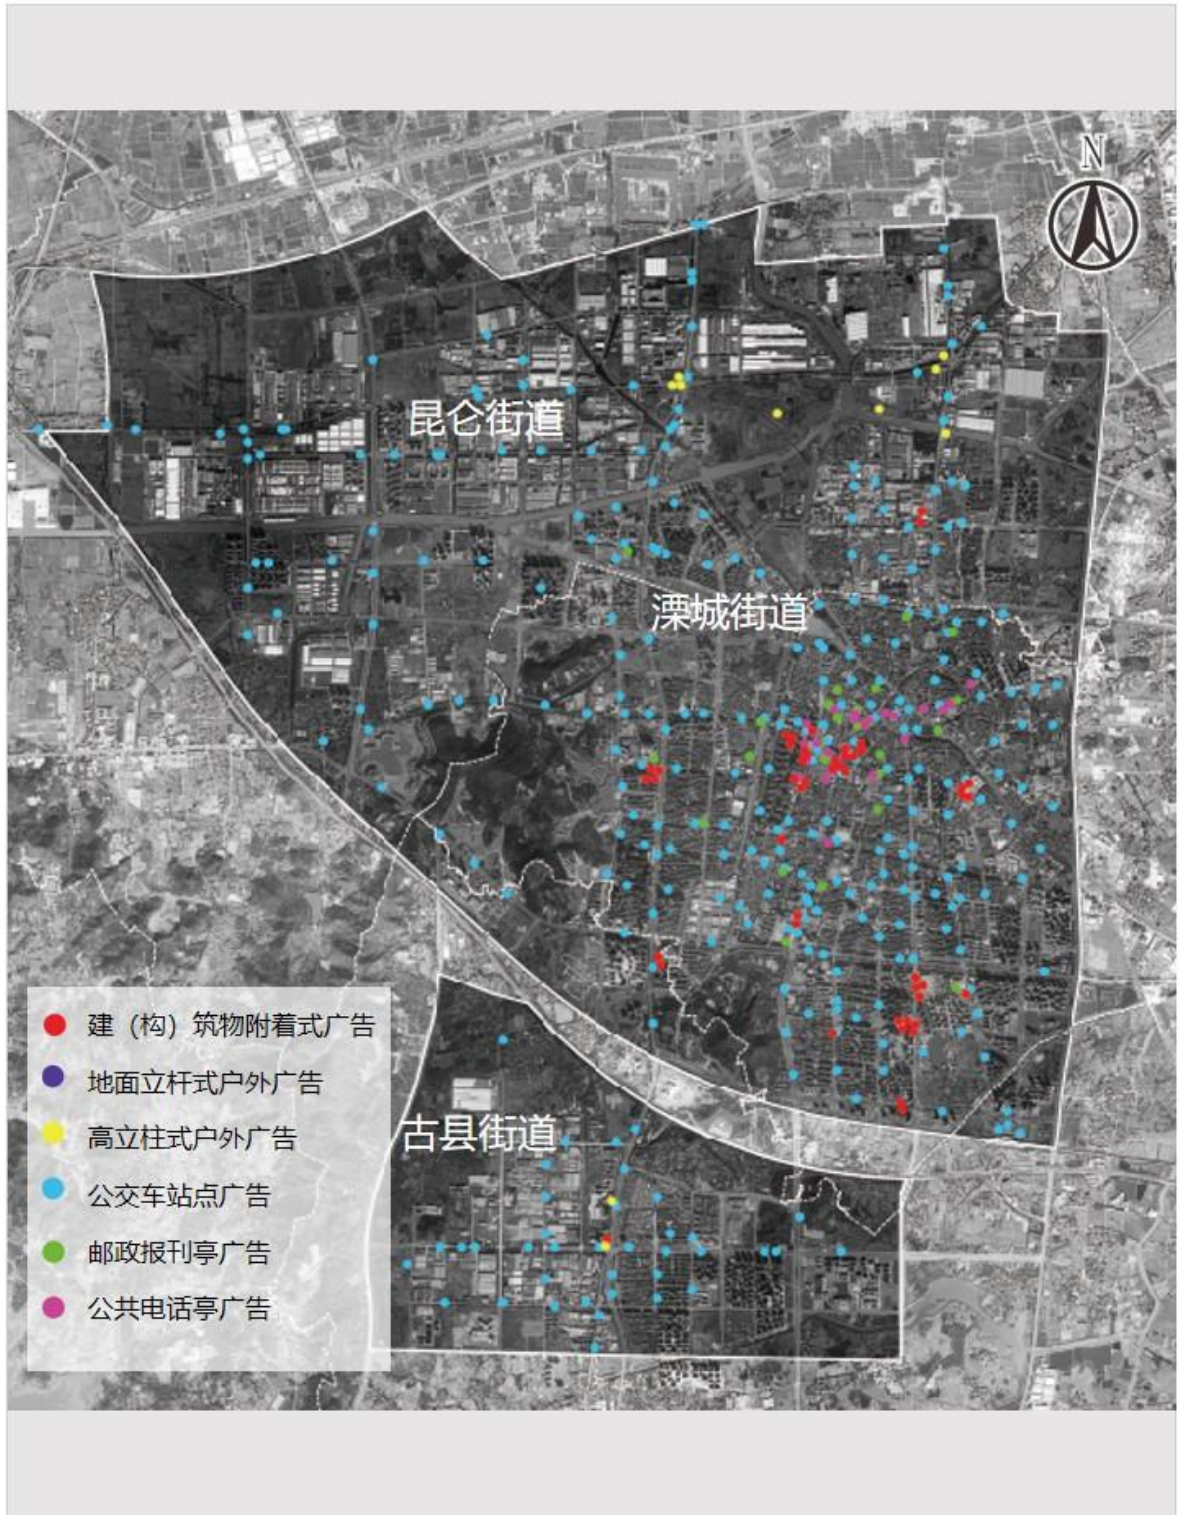 N
昆仑街道
溧城街道
古县街道
建（构）筑物附着式广告
地面立杆式户外广告
高立柱式户外广告
公交车站点广告
邮政报刊亭广告
公共电话亭广告